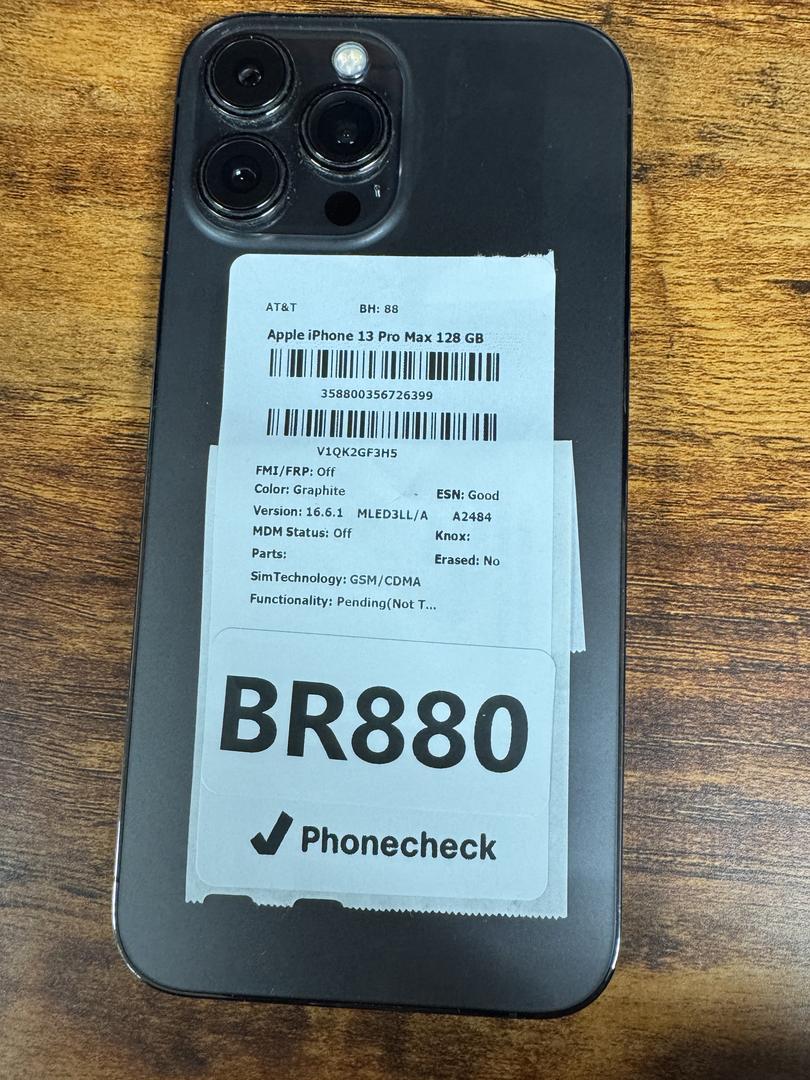 AT&T BH: 88
Apple iPhone 13 Pro Max 128 GB
358800356726399
V1QK2GF3H5
FMI/FRP: Off
Color: Graphite ESN: Good
Version: 16.6.1 MLED3LL/A A2484
MDM Status: Off Knox:
Parts: Erased: No
SimTechnology: GSM/CDMA
Functionality: Pending(Not T...
BR880
Phonecheck